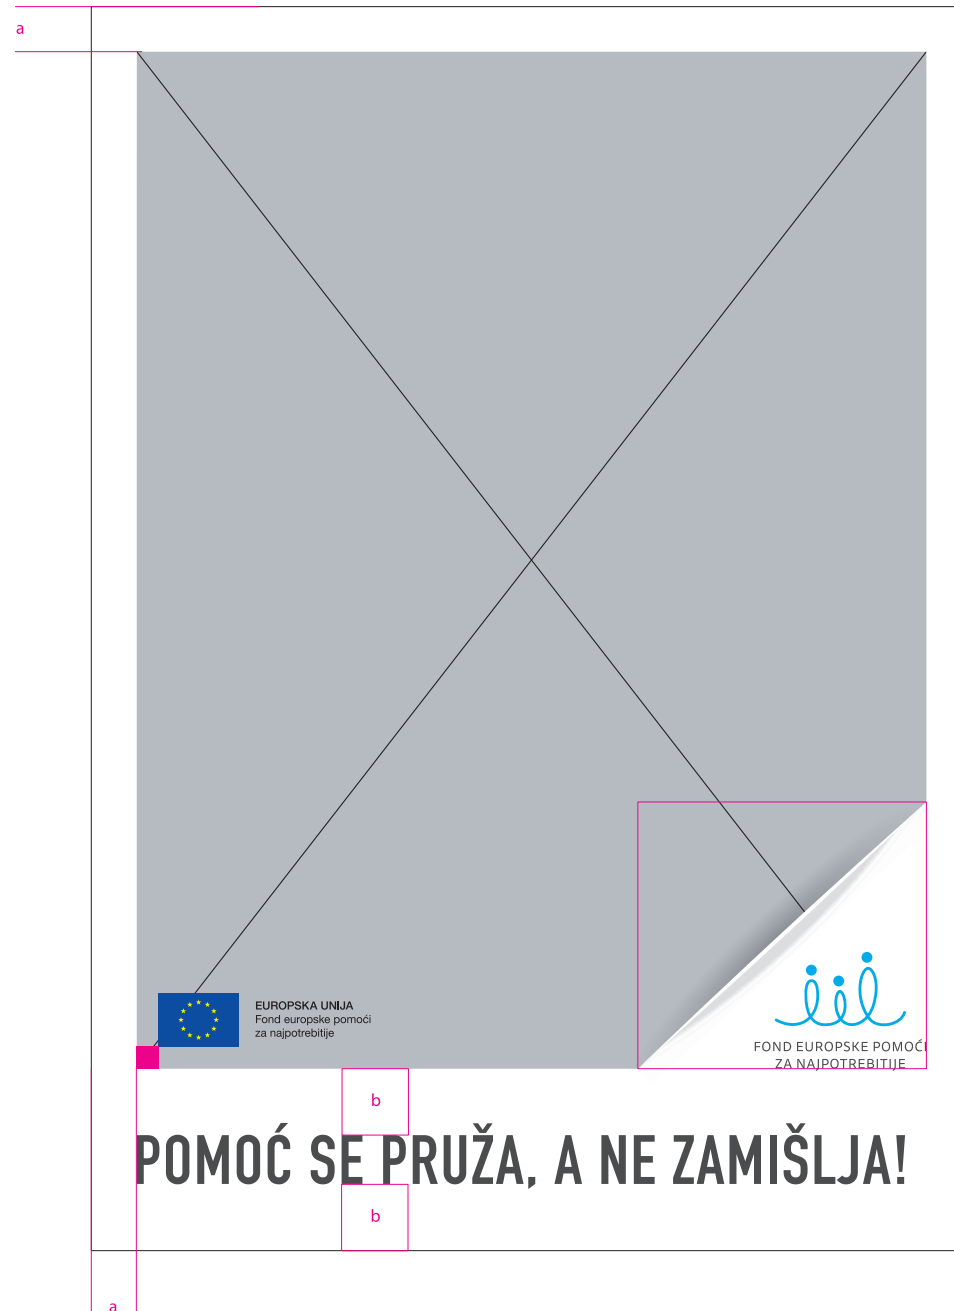 a
EUROPSKA UNIJA
Fond europske pomoći
za najpotrebitije
FOND EUROPSKE POMOĆI
ZA NAJPOTREBITIJE
b
POMOĆ SE PRUŽA, A NE ZAMIŠLJA!
b
a